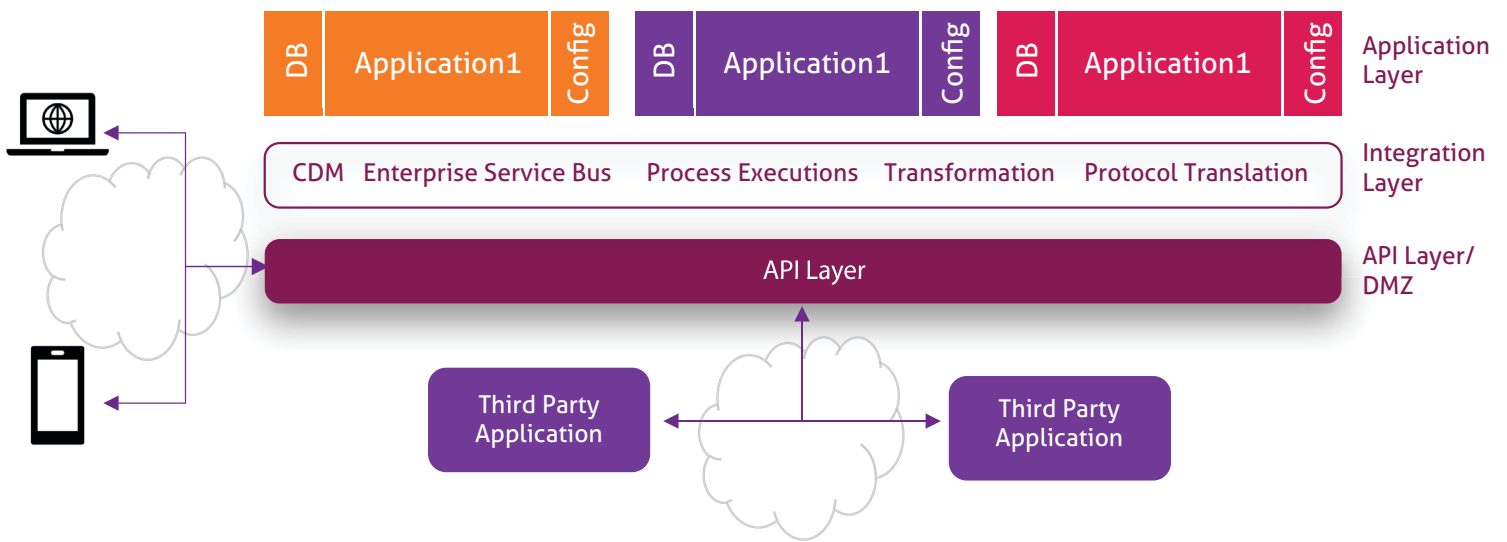 DB
Application1
Config
DB
Application1
Config
DB
Application1
Config
Application
Layer
CDM Enterprise Service Bus Process Executions Transformation Protocol Translation
Integration
Layer
API Layer
API Layer/
DMZ
Third Party
Application
Third Party
Application